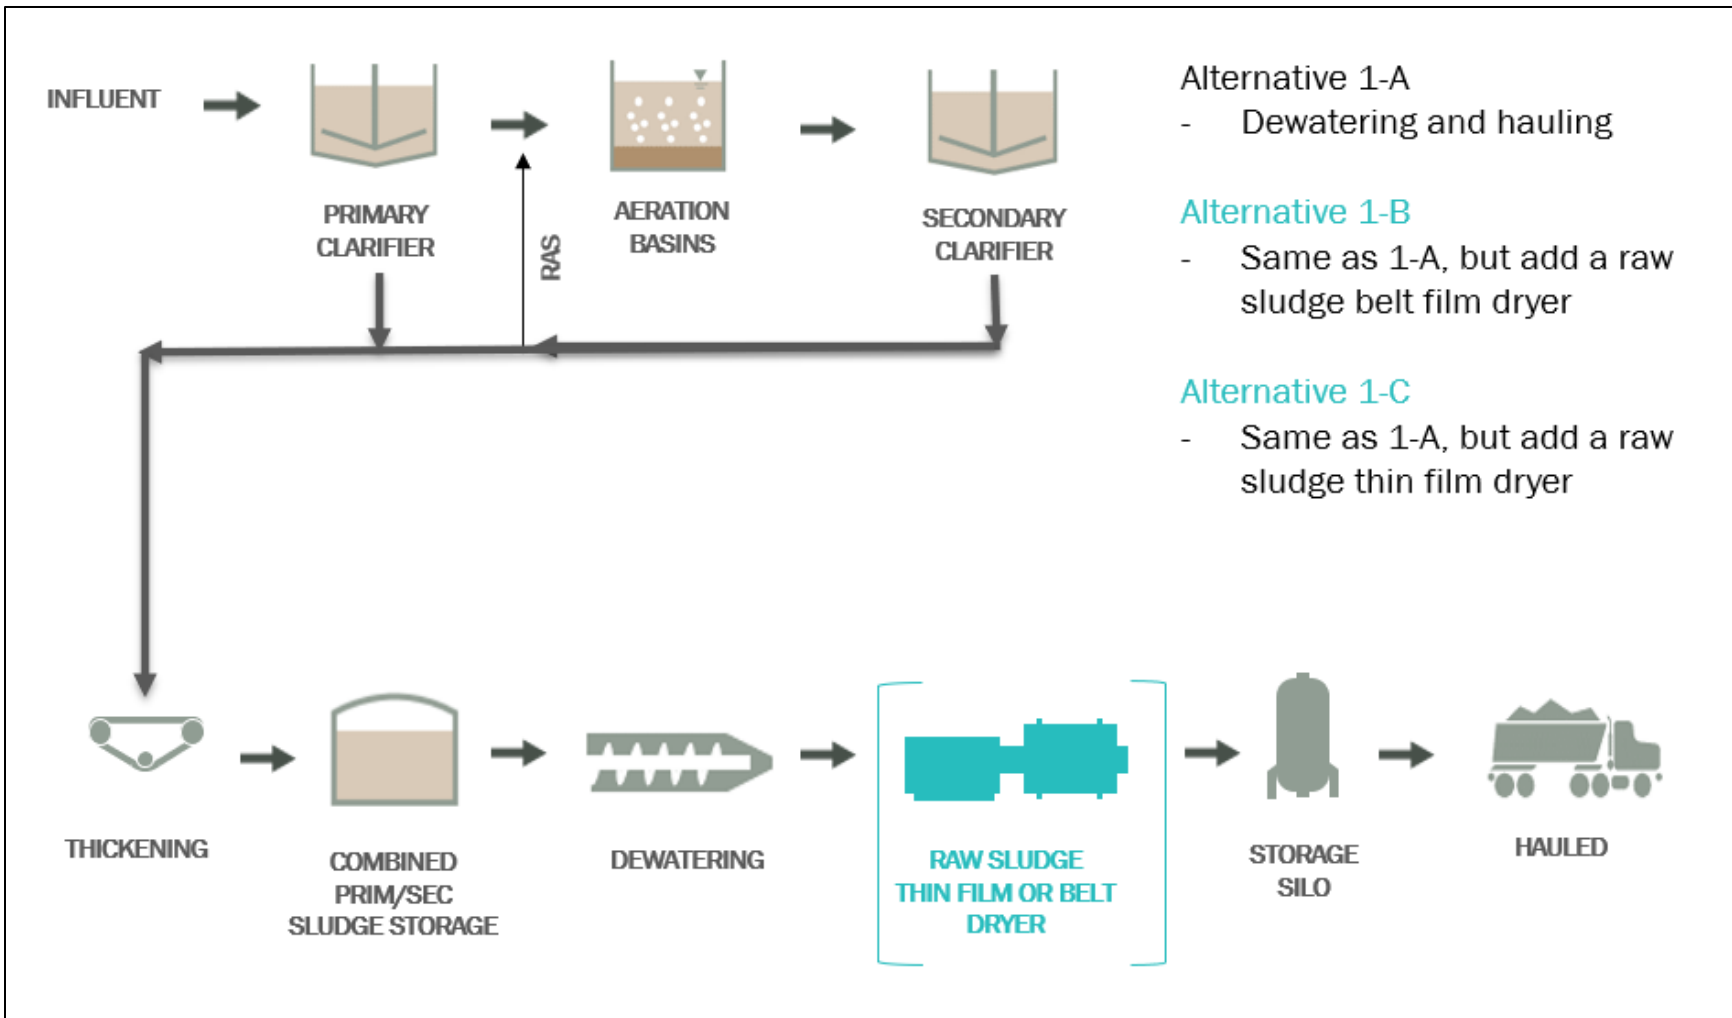 INFLUENT
PRIMARY
CLARIFIER
RAS
AERATION
BASINS
SECONDARY
CLARIFIER
Alternative 1-A
- Dewatering and hauling
Alternative 1-B
- Same as 1-A, but add a raw
sludge belt film dryer
Alternative 1-C
- Same as 1-A, but add a raw
sludge thin film dryer
THICKENING
COMBINED
PRIM/SEC
SLUDGE STORAGE
DEWATERING
RAW SLUDGE
THIN FILM OR BELT
DRYER
STORAGE
SILO
HAULED